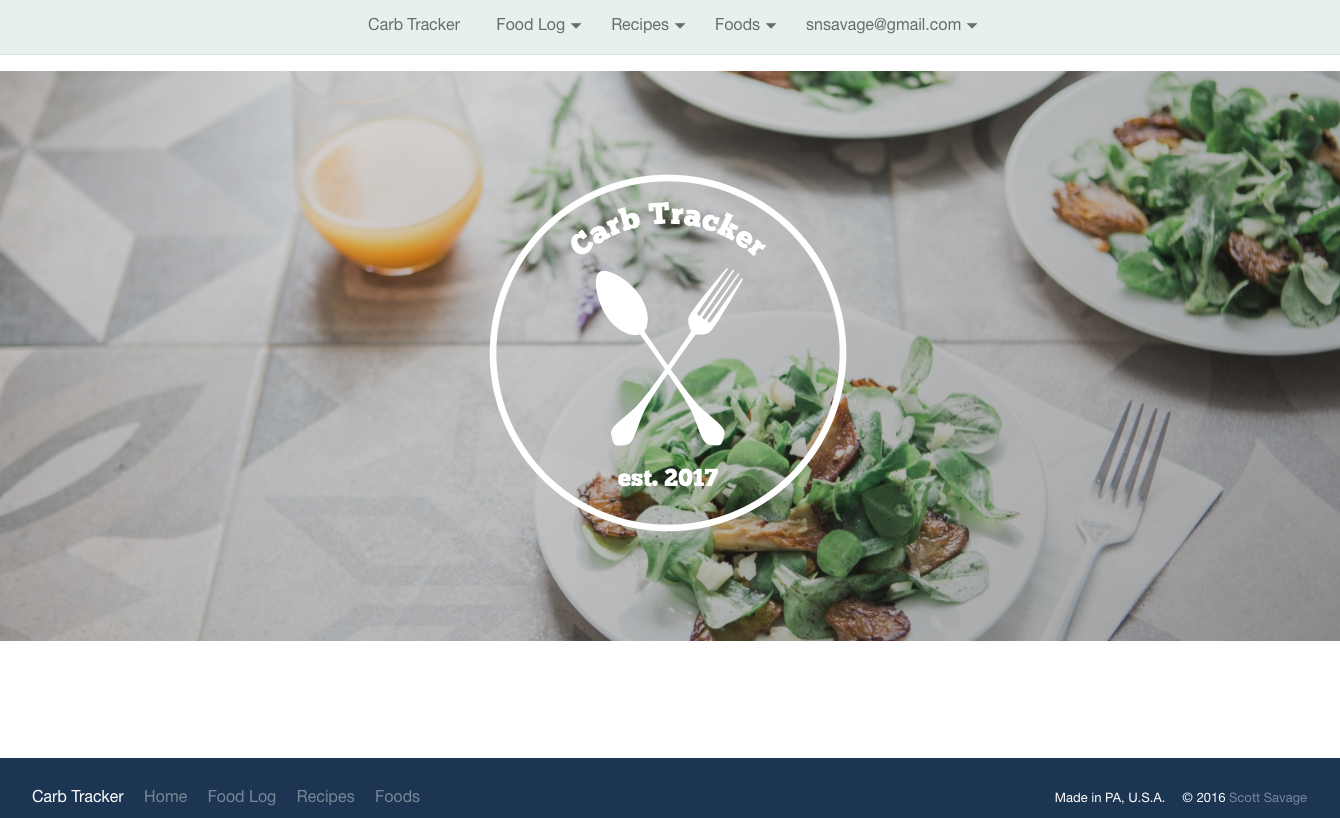 Carb Tracker Food Log Recipes Foods snsavage@gmail.com
Carb Tracker
est. 2017
Carb Tracker Home Food Log Recipes Foods Made in PA, U.S.A. © 2016 Scott Savage